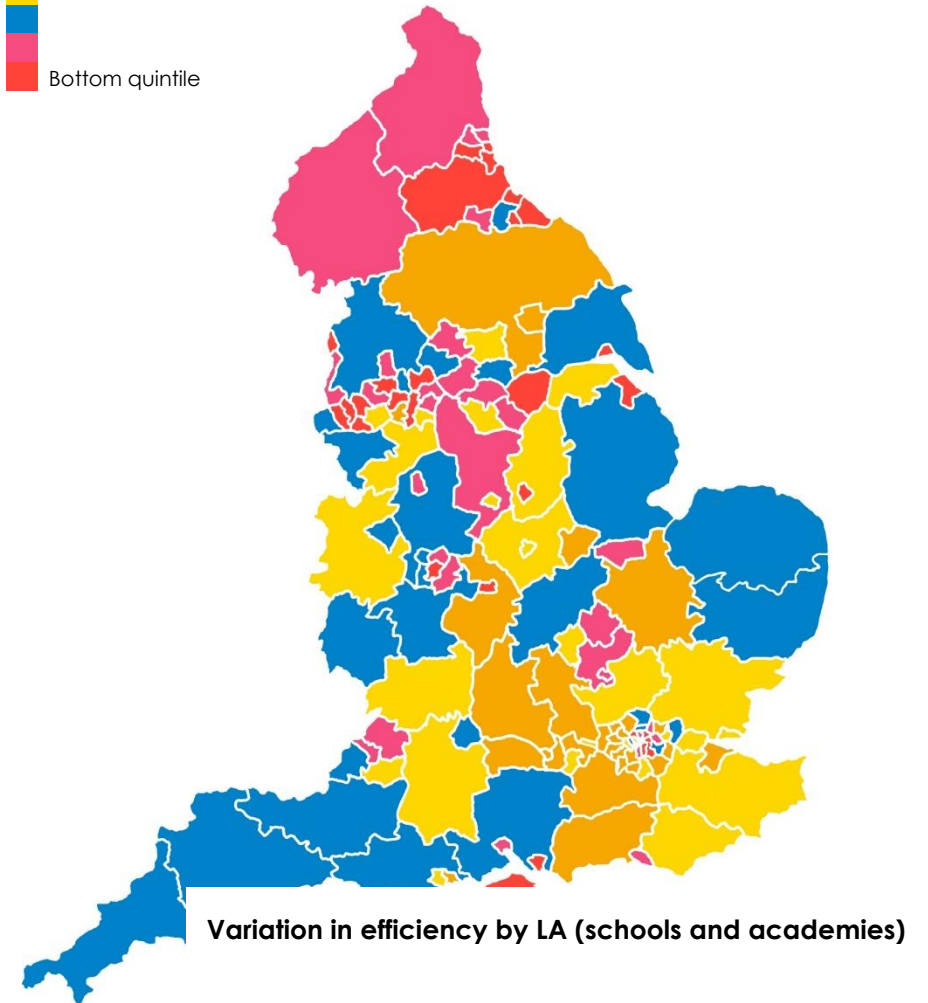 Bottom quintile
Variation in efficiency by LA (schools and academies)